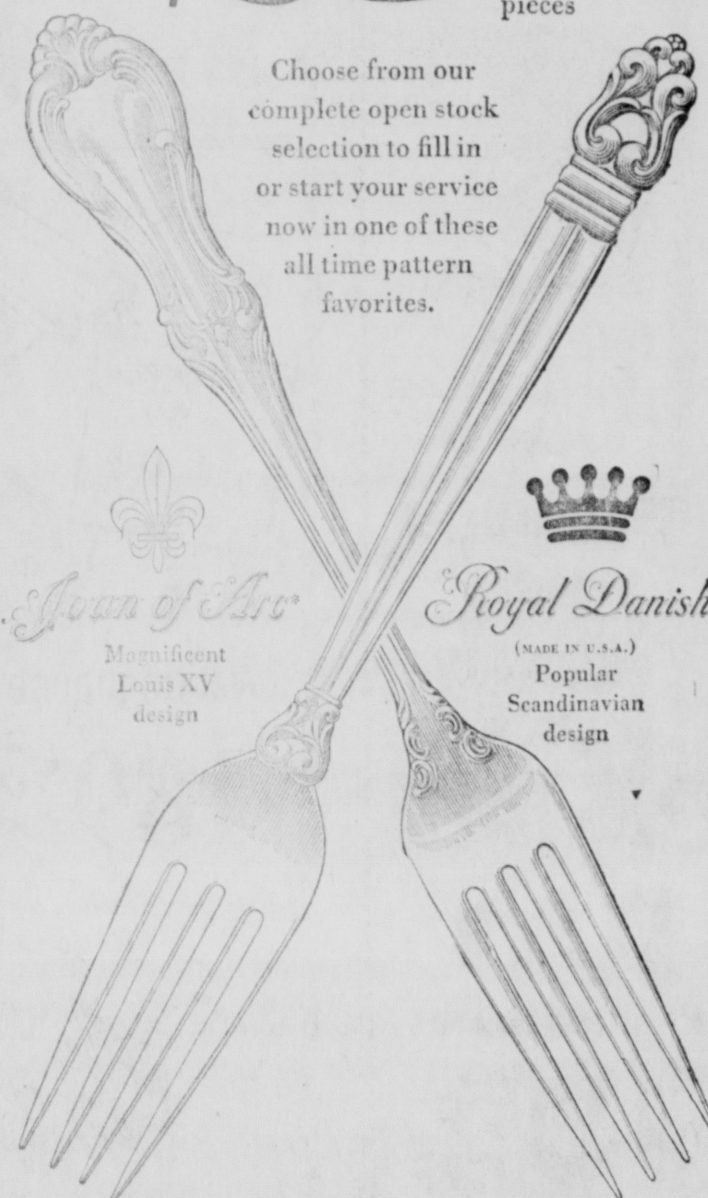 pieces
Choose from our
complete open stock
selection to fill in
or start your service
now in one of these
all time pattern
favorites.
Joan of Arc
Magnificent
Louis XV
design
Royal Danish
(MADE IN U.S.A.)
Popular
Scandinavian
design